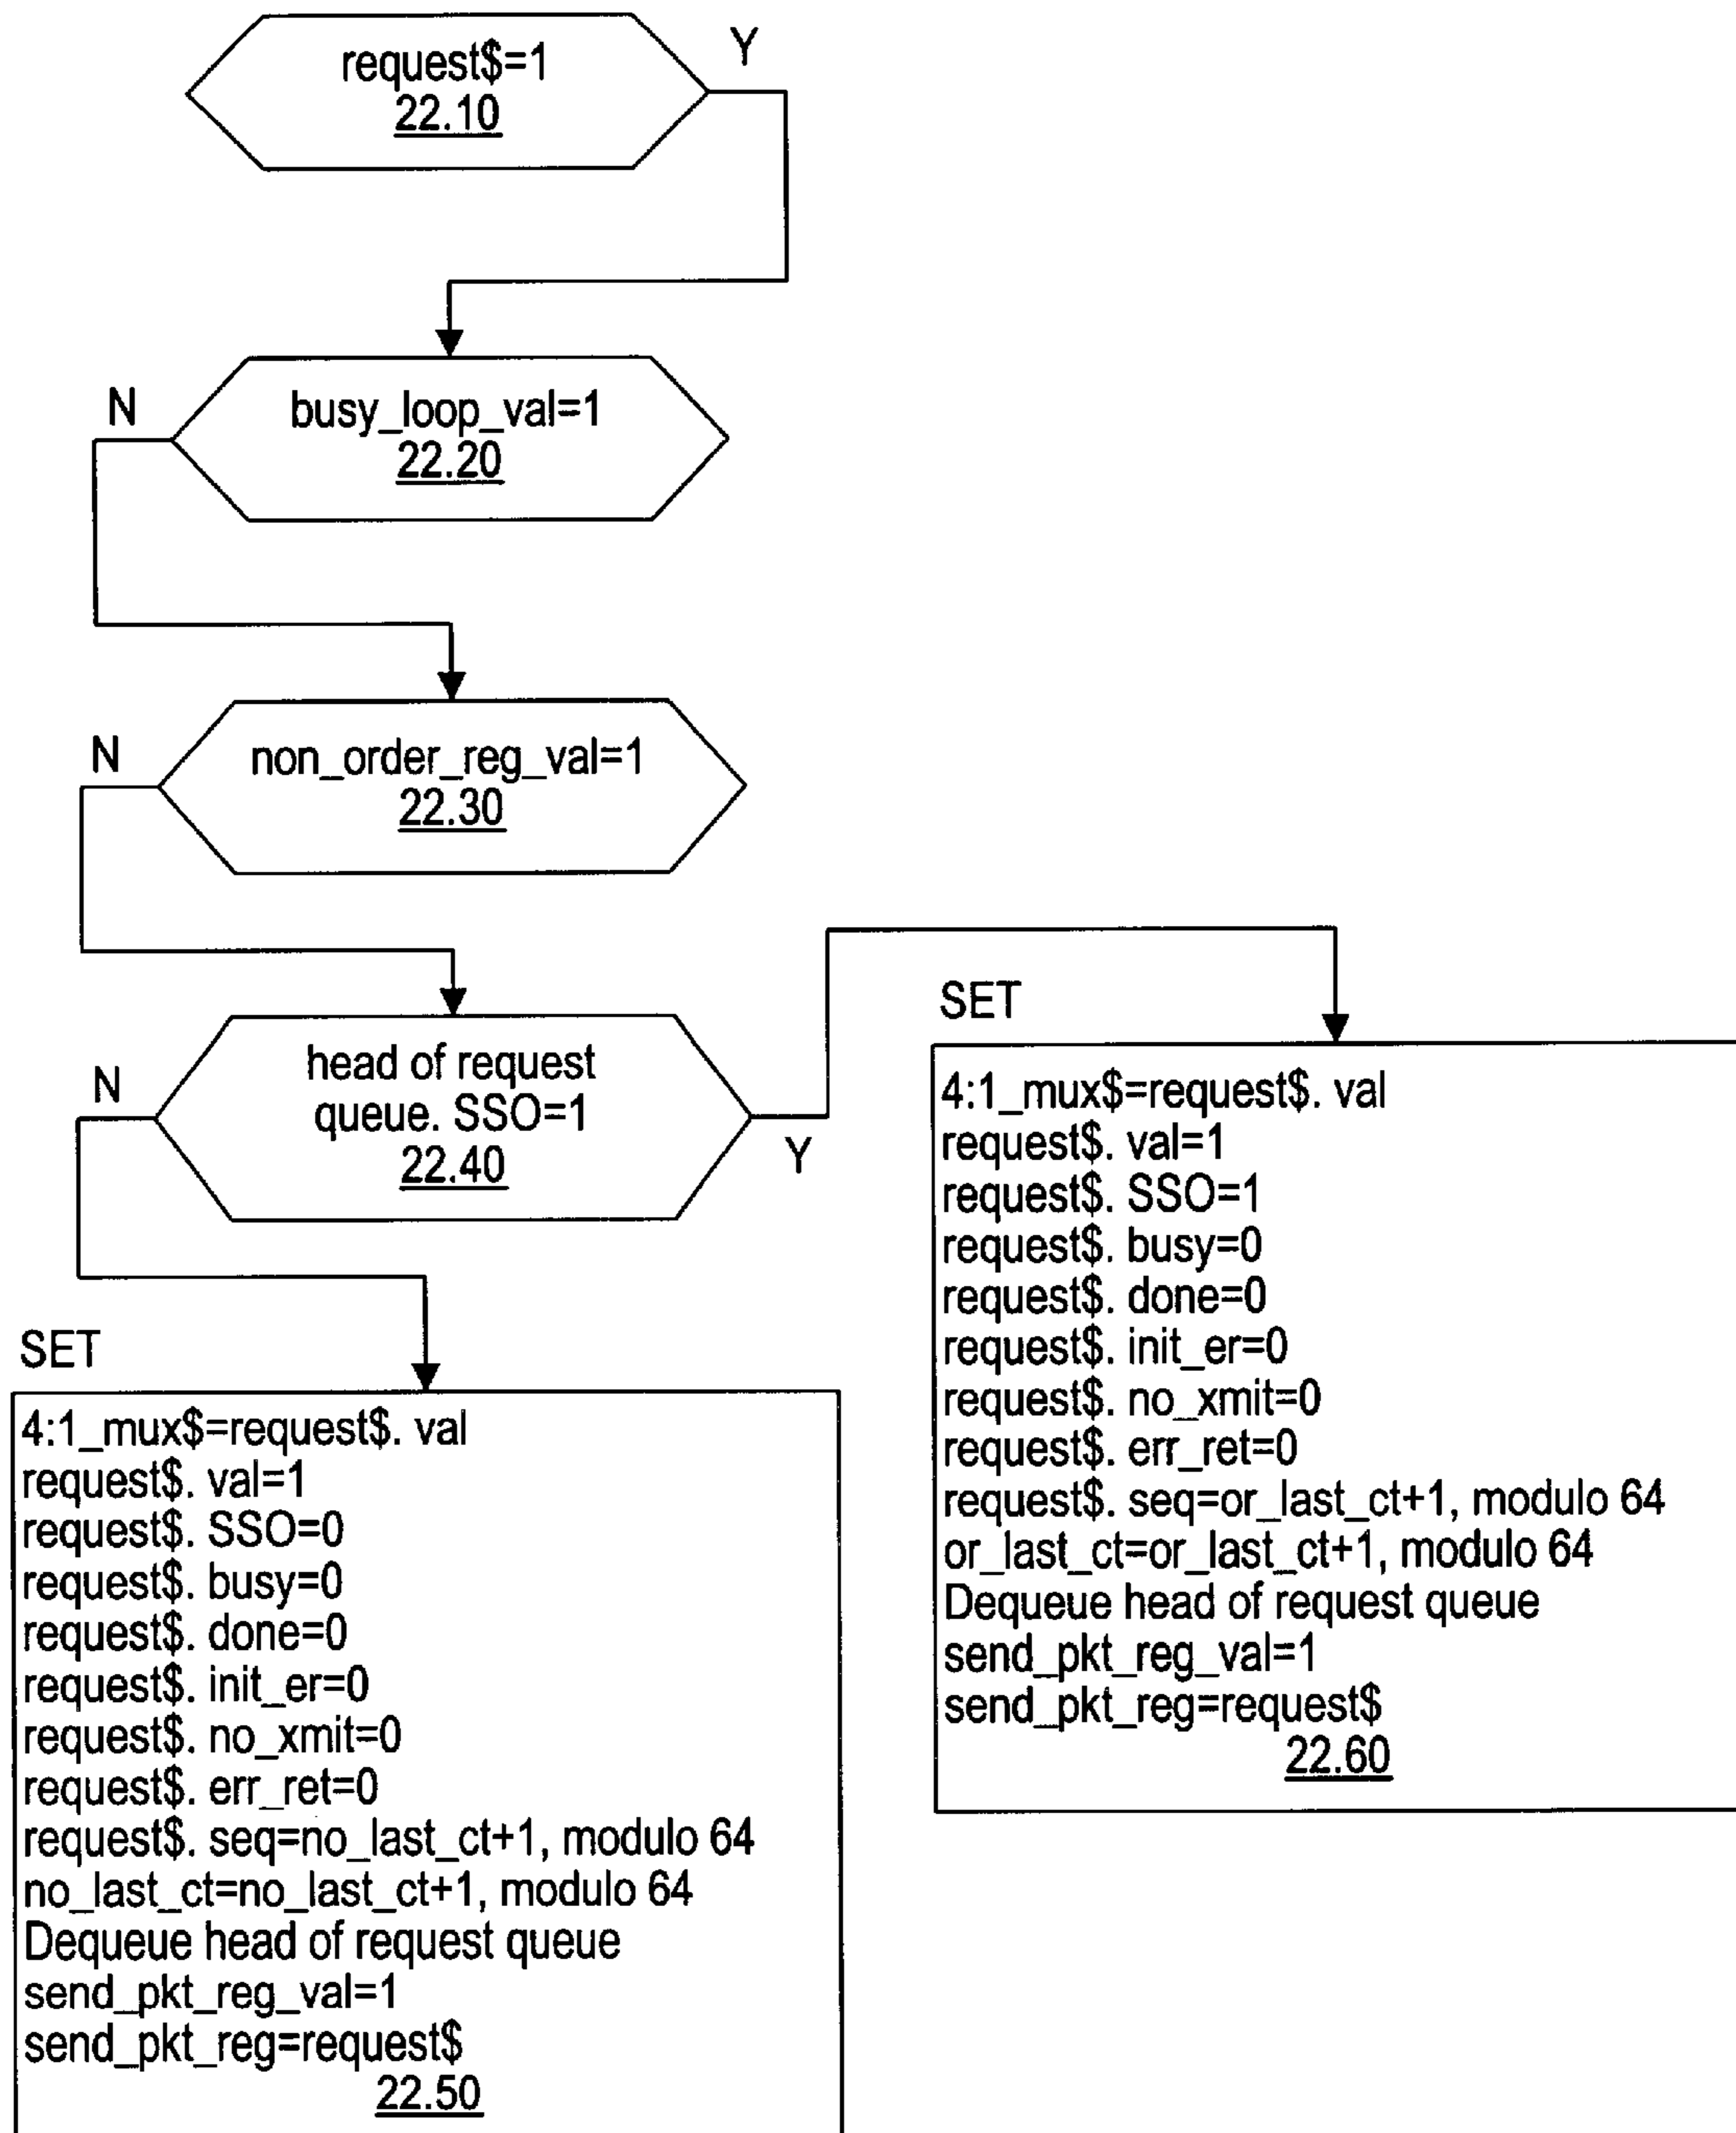 request$=1
22.10
Y
busy_loop_val=1
22.20
N
non_order_reg_val=1
22.30
N
head of request
queue. SSO=1
22.40
N
Y
SET
4:1_mux$=request$. val
request$. val=1
request$. SSO=0
request$. busy=0
request$. done=0
request$. init_er=0
request$. no_xmit=0
request$. err_ret=0
request$. seq=no_last_ct+1, modulo 64
no_last_ct=no_last_ct+1, modulo 64
Dequeue head of request queue
send_pkt_reg_val=1
send_pkt_reg=request$
22.50
SET
4:1_mux$=request$. val
request$. val=1
request$. SSO=1
request$. busy=0
request$. done=0
request$. init_er=0
request$. no_xmit=0
request$. err_ret=0
request$. seq=or_last_ct+1, modulo 64
or_last_ct=or_last_ct+1, modulo 64
Dequeue head of request queue
send_pkt_reg_val=1
send_pkt_reg=request$
22.60